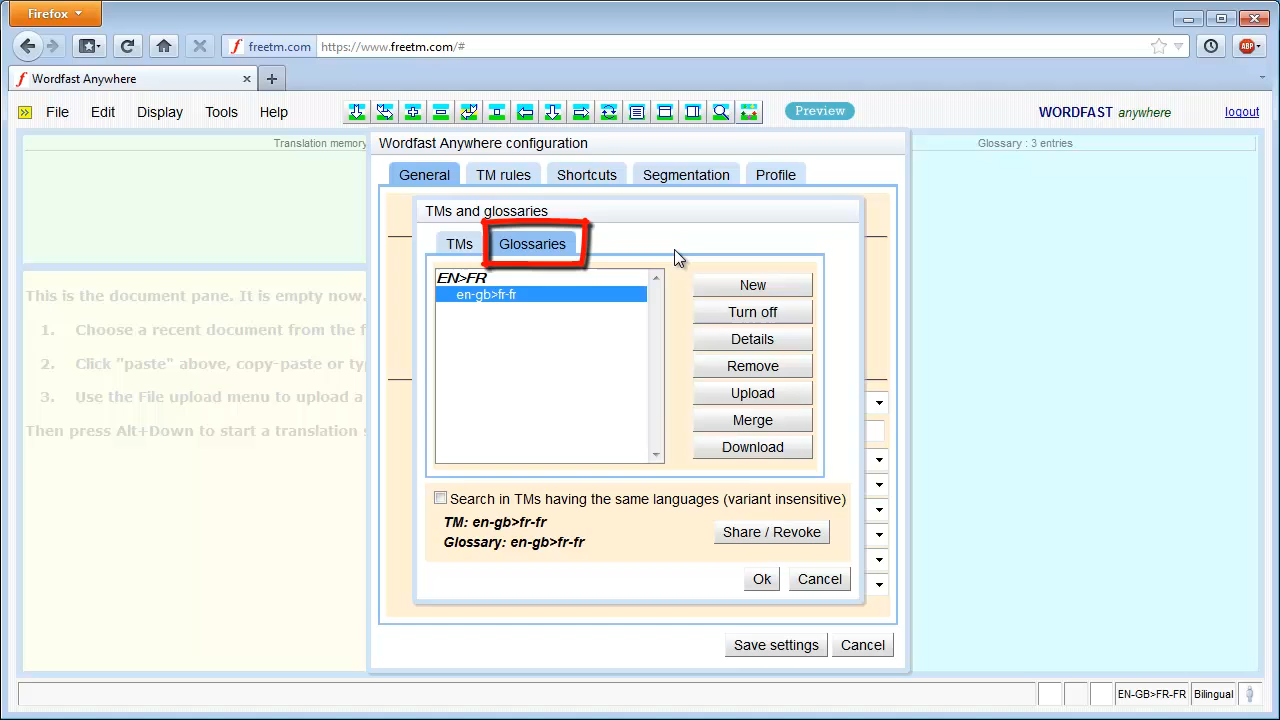 Firefox
freetm.com https://www.freetm.com/#
ABP
Wordfast Anywhere
File Edit Display Tools Help Preview WORDFAST anywhere logout
Translation memory
Wordfast Anywhere configuration
Glossary : 3 entries
General TM rules Shortcuts Segmentation Profile
TMs and glossaries
TMs Glossaries
EN>FR
en-gb>fr-fr
New
Turn off
Details
Remove
Upload
Merge
Download
This is the document pane. It is empty now.
1. Choose a recent document from the f
2. Click "paste" above, copy-paste or ty
3. Use the File upload menu to upload a
Then press Alt+Down to start a translation s
Search in TMs having the same languages (variant insensitive)
TM: en-gb>fr-fr
Glossary: en-gb>fr-fr
Share / Revoke
Ok Cancel
Save settings Cancel
EN-GB>FR-FR Bilingual